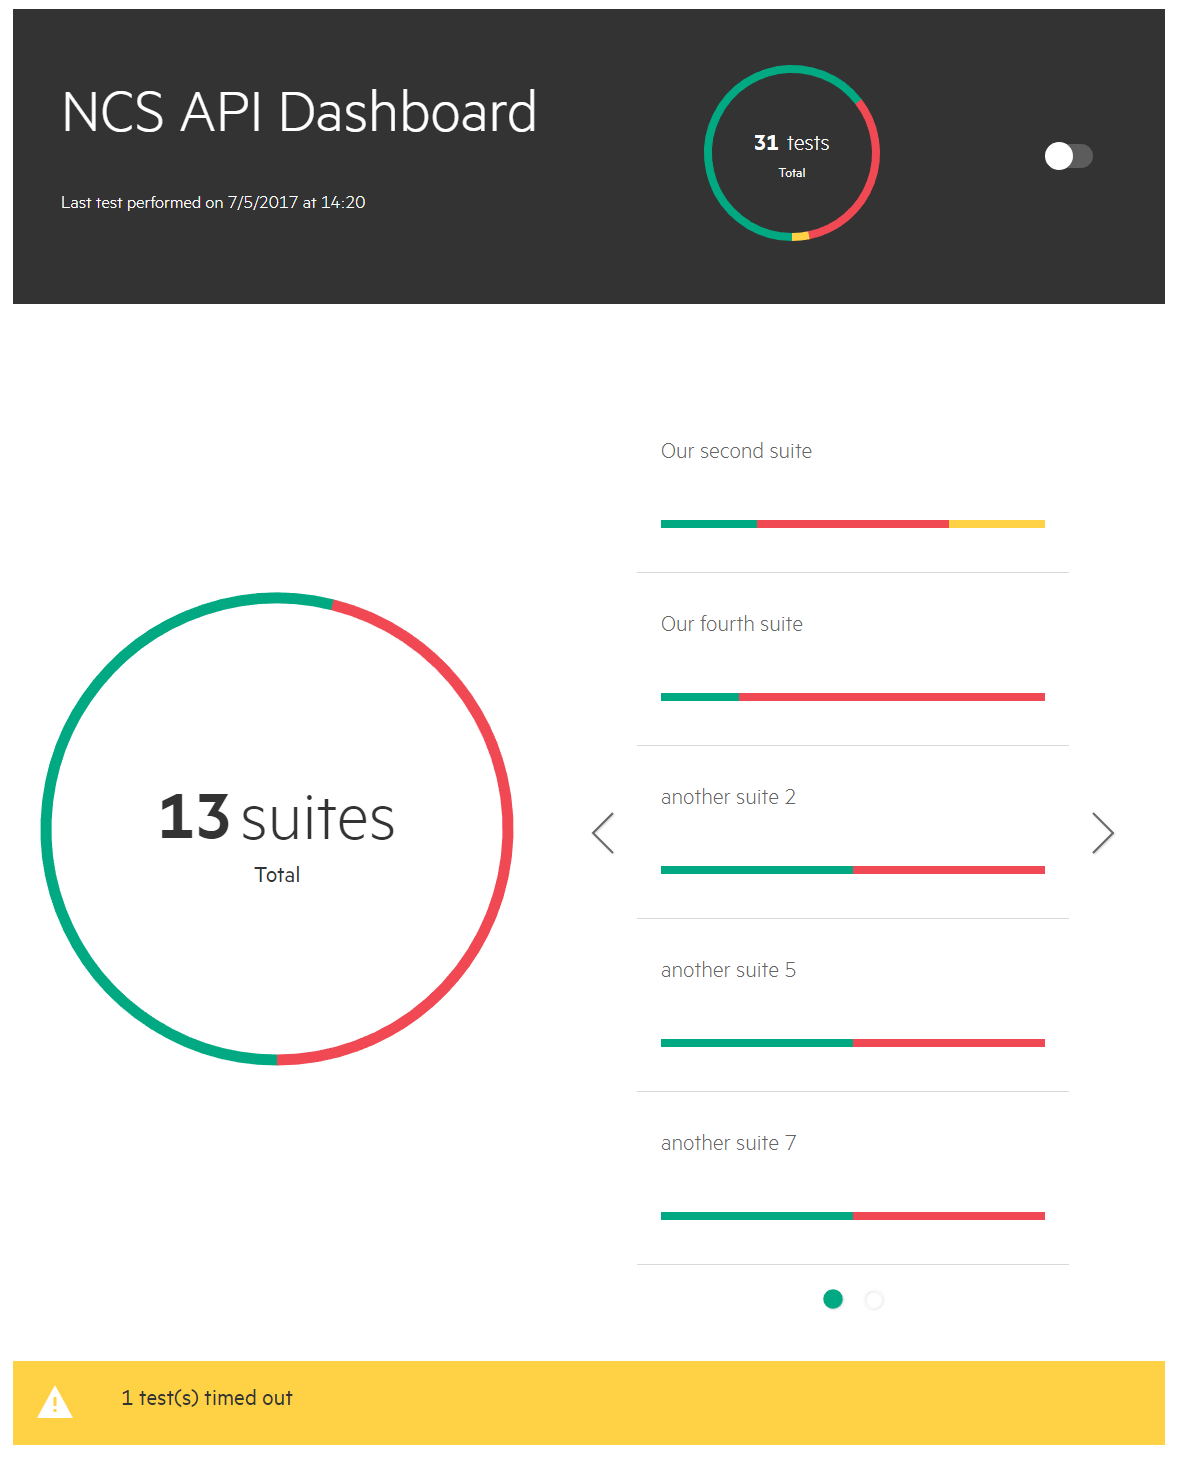 NCS API Dashboard
Last test performed on 7/5/2017 at 14:20
31 tests
Total
13 suites
Total
Our second suite
Our fourth suite
another suite 2
another suite 5
another suite 7
1 test(s) timed out